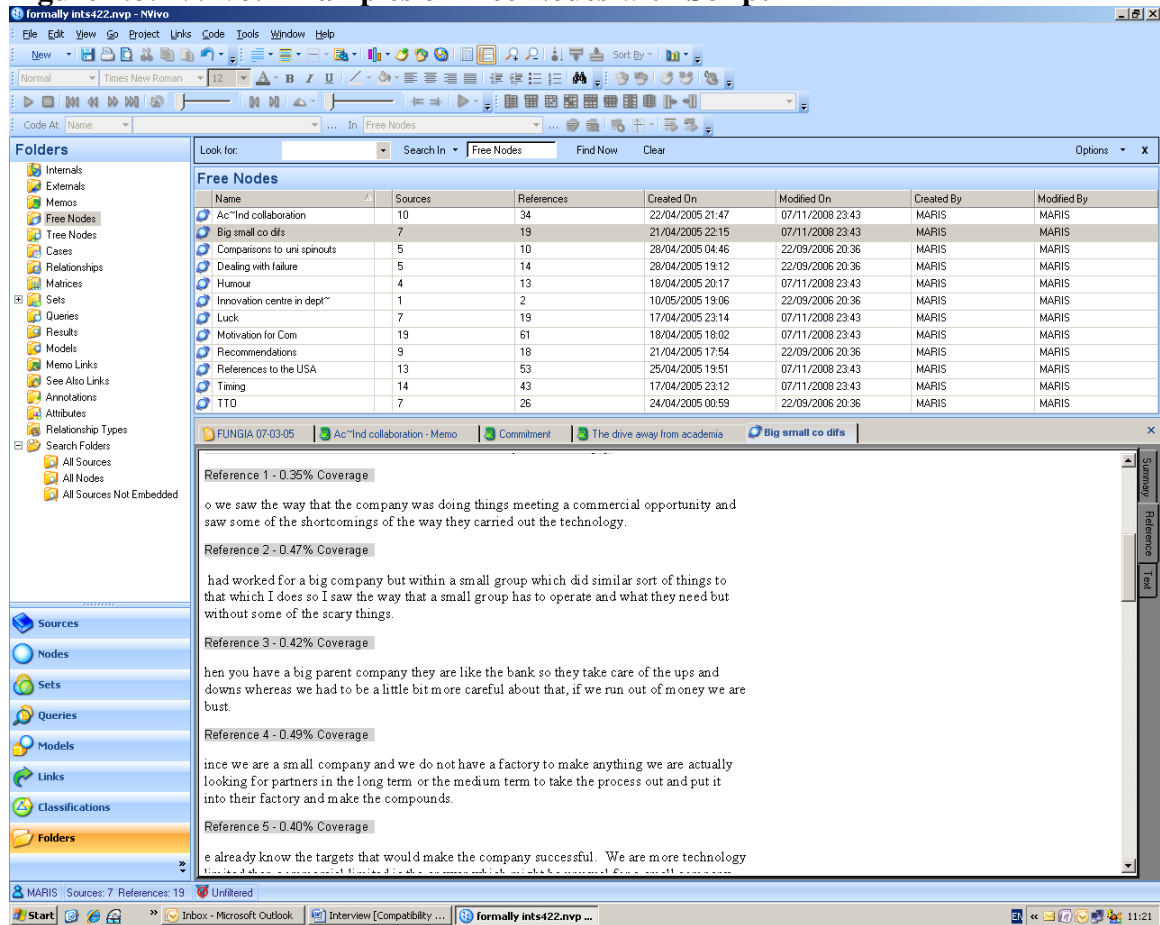 formally ints422.nvp - NVivo
File Edit View Go Project Links Code Tools Window Help
New Sort By
Normal Times New Roman 12 A B I U
Code At Name ... In Free Nodes ...
Folders
Internals
Externals
Memos
Free Nodes
Tree Nodes
Cases
Relationships
Matrices
Sets
Queries
Results
Models
Memo Links
See Also Links
Annotations
Attributes
Relationship Types
Search Folders
All Sources
All Nodes
All Sources Not Embedded
Sources
Nodes
Sets
Queries
Models
Links
Classifications
Folders
Look for: Search In Free Nodes Find Now Clear Options x
Free Nodes
Name Sources References Created On Modified On Created By Modified By
Ac~Ind collaboration 10 34 22/04/2005 21:47 07/11/2008 23:43 MARIS MARIS
Big small co difs 7 19 21/04/2005 22:15 07/11/2008 23:43 MARIS MARIS
Comparisons to uni spinouts 5 10 28/04/2005 04:46 22/09/2006 20:36 MARIS MARIS
Dealing with failure 5 14 28/04/2005 19:12 22/09/2006 20:36 MARIS MARIS
Humour 4 13 18/04/2005 20:17 07/11/2008 23:43 MARIS MARIS
Innovation centre in dept~ 1 2 10/05/2005 19:06 22/09/2006 20:36 MARIS MARIS
Luck 7 19 17/04/2005 23:14 07/11/2008 23:43 MARIS MARIS
Motivation for Com 19 61 18/04/2005 18:02 07/11/2008 23:43 MARIS MARIS
Recommendations 9 18 21/04/2005 17:54 22/09/2006 20:36 MARIS MARIS
References to the USA 13 53 25/04/2005 19:51 07/11/2008 23:43 MARIS MARIS
Timing 14 43 17/04/2005 23:12 07/11/2008 23:43 MARIS MARIS
TTO 7 26 24/04/2005 00:59 22/09/2006 20:36 MARIS MARIS
FUNGIA 07-03-05 Ac~Ind collaboration - Memo Commitment The drive away from academia Big small co difs
Summary
Reference
Text
Reference 1 - 0.35% Coverage
o we saw the way that the company was doing things meeting a commercial opportunity and
saw some of the shortcomings of the way they carried out the technology.
Reference 2 - 0.47% Coverage
had worked for a big company but within a small group which did similar sort of things to
that which I does so I saw the way that a small group has to operate and what they need but
without some of the scary things.
Reference 3 - 0.42% Coverage
hen you have a big parent company they are like the bank so they take care of the ups and
downs whereas we had to be a little bit more careful about that, if we run out of money we are
bust.
Reference 4 - 0.49% Coverage
ince we are a small company and we do not have a factory to make anything we are actually
looking for partners in the long term or the medium term to take the process out and put it
into their factory and make the compounds.
Reference 5 - 0.40% Coverage
e already know the targets that would make the company successful. We are more technology
MARIS Sources: 7 References: 19 Unfiltered
Start Inbox - Microsoft Outlook Interview [Compatibility ... formally ints422.nvp ... EN 11:21